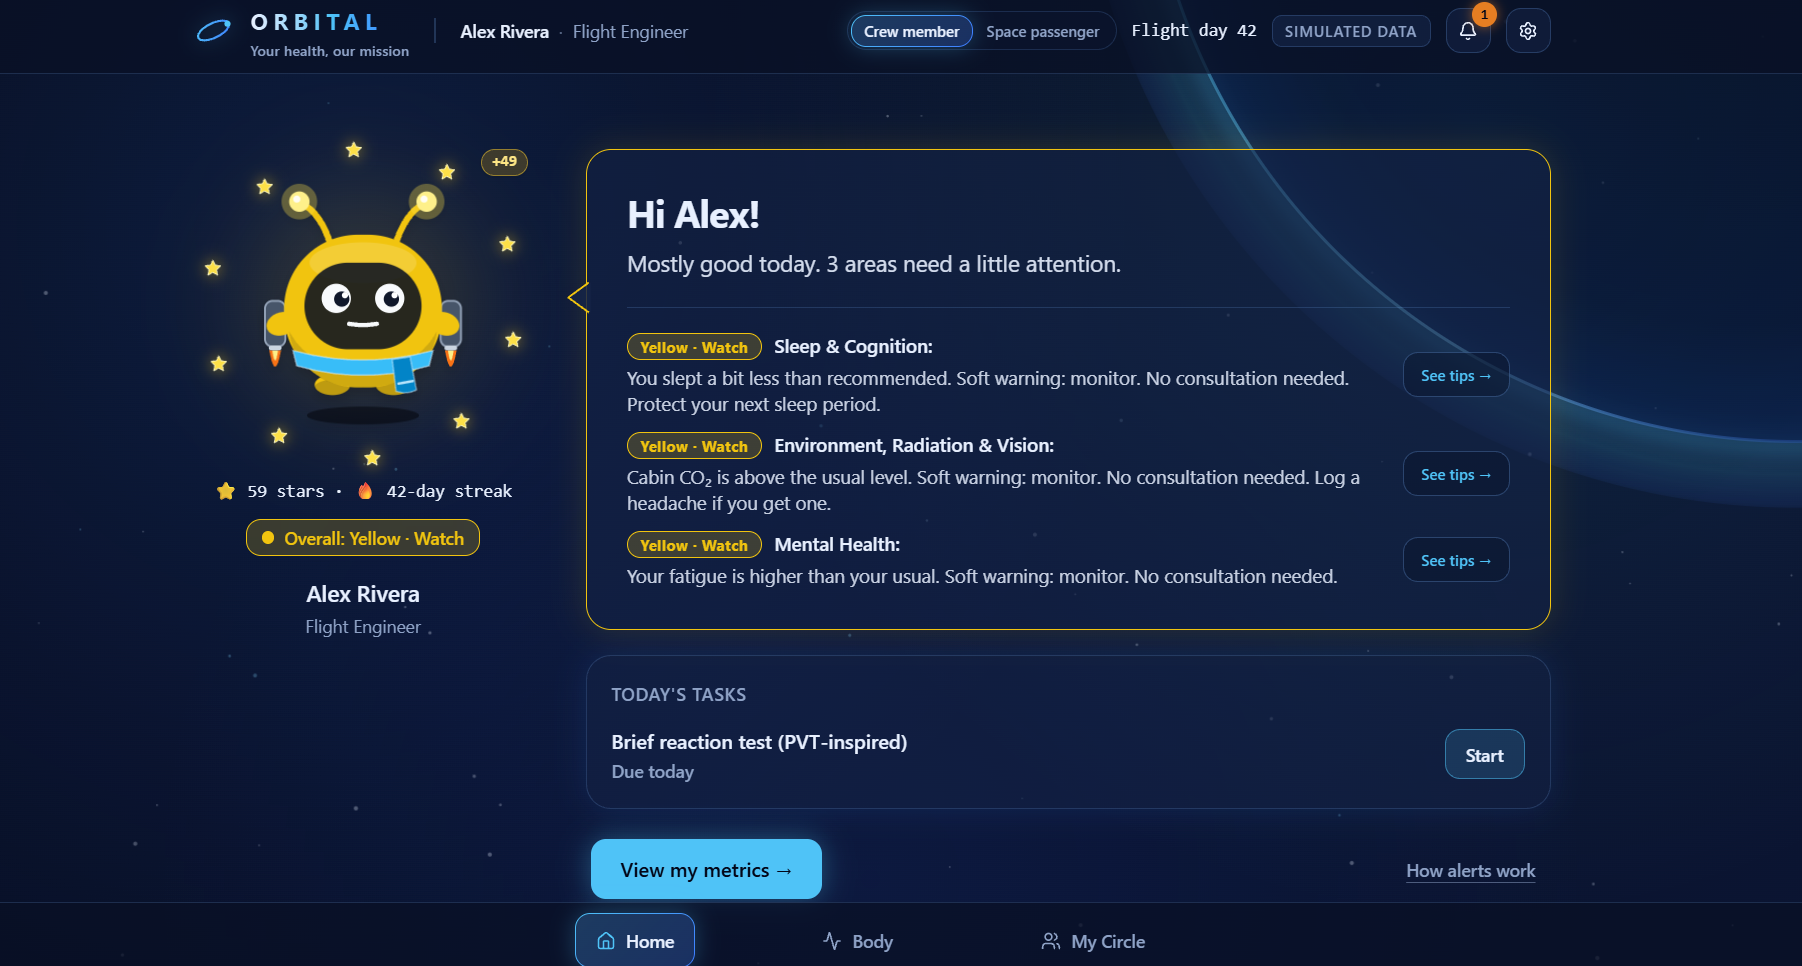 ORBITAL
Your health, our mission
Alex Rivera · Flight Engineer
Crew member
Space passenger
Flight day 42
SIMULATED DATA
1
+49
59 stars · 42-day streak
Overall: Yellow · Watch
Alex Rivera
Flight Engineer
Hi Alex!
Mostly good today. 3 areas need a little attention.
Yellow · Watch Sleep & Cognition:
You slept a bit less than recommended. Soft warning: monitor. No consultation needed.
Protect your next sleep period.
See tips →
Yellow · Watch Environment, Radiation & Vision:
Cabin CO₂ is above the usual level. Soft warning: monitor. No consultation needed. Log a
headache if you get one.
See tips →
Yellow · Watch Mental Health:
Your fatigue is higher than your usual. Soft warning: monitor. No consultation needed.
See tips →
TODAY'S TASKS
Brief reaction test (PVT-inspired)
Due today
Start
View my metrics →
How alerts work
Home
Body
My Circle